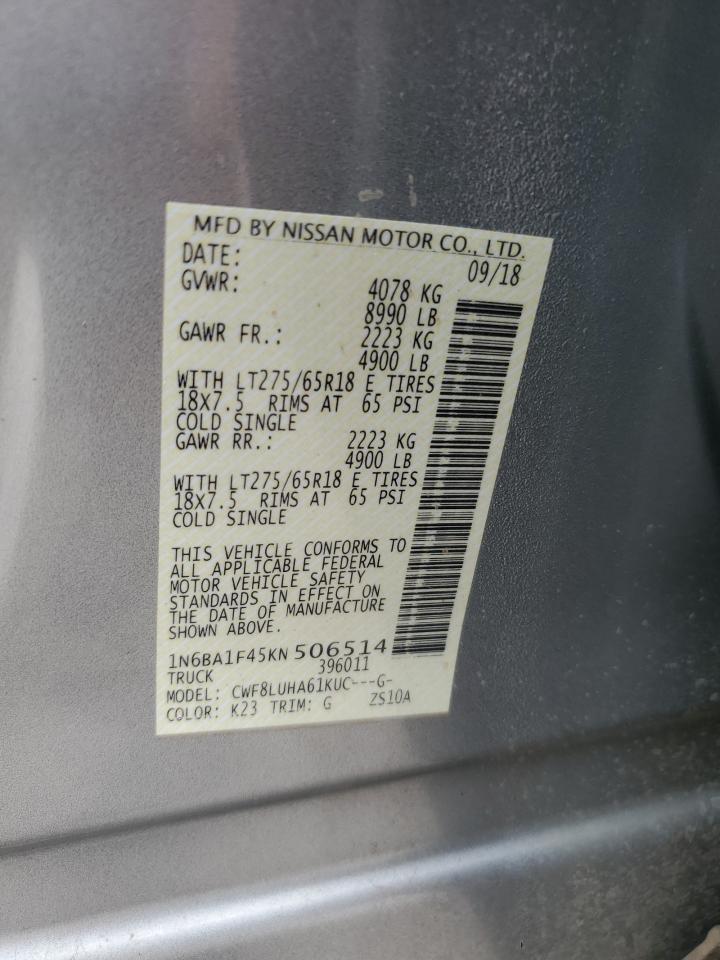 MFD BY NISSAN MOTOR CO., LTD.
DATE: 09/18
GVWR: 4078 KG
8990 LB
GAWR FR.: 2223 KG
4900 LB
WITH LT275/65R18 E TIRES
18X7.5 RIMS AT 65 PSI
COLD SINGLE
GAWR RR.: 2223 KG
4900 LB
WITH LT275/65R18 E TIRES
18X7.5 RIMS AT 65 PSI
COLD SINGLE
THIS VEHICLE CONFORMS TO
ALL APPLICABLE FEDERAL
MOTOR VEHICLE SAFETY
STANDARDS IN EFFECT ON
THE DATE OF MANUFACTURE
SHOWN ABOVE.
1N6BA1F45KN 506514
TRUCK 396011
MODEL: CWF8LUHA61KUC---G-
COLOR: K23 TRIM: G ZS10A